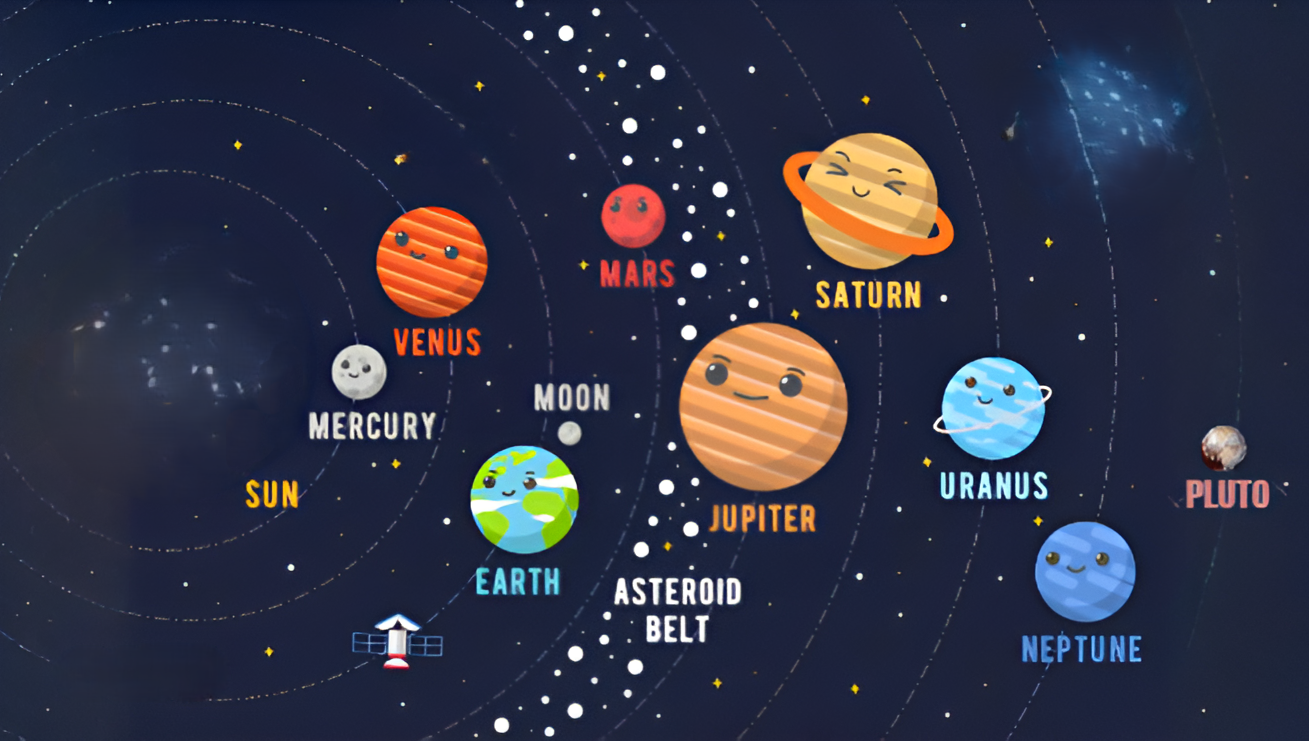 MARS
SATURN
VENUS
MOON
MERCURY
SUN
URANUS
PLUTO
JUPITER
EARTH
ASTEROID
BELT
NEPTUNE